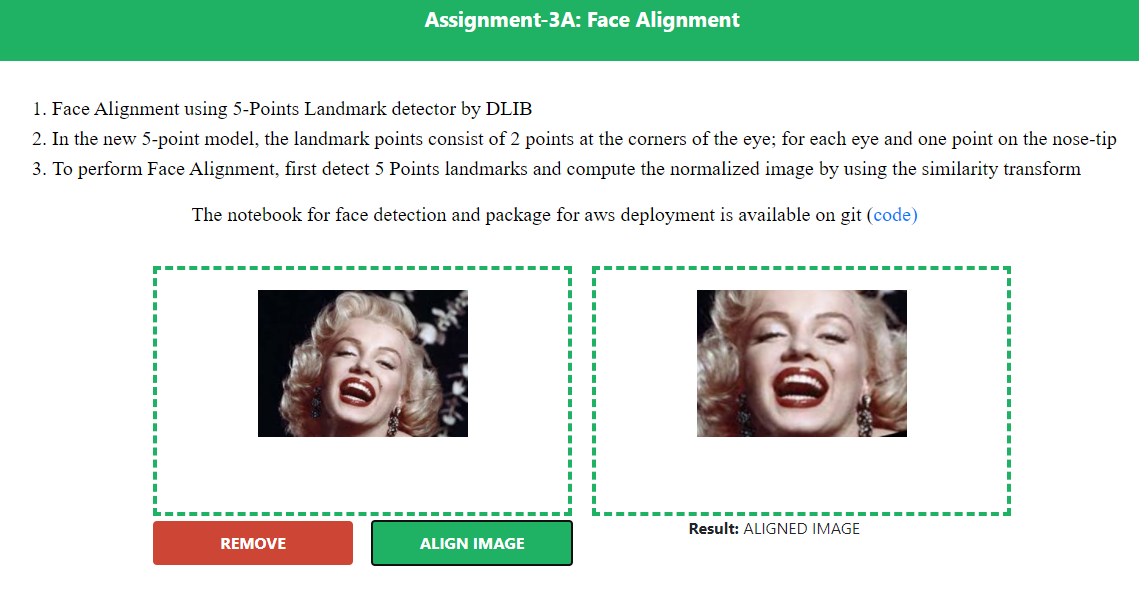 Assignment-3A: Face Alignment
1. Face Alignment using 5-Points Landmark detector by DLIB
2. In the new 5-point model, the landmark points consist of 2 points at the corners of the eye; for each eye and one point on the nose-tip
3. To perform Face Alignment, first detect 5 Points landmarks and compute the normalized image by using the similarity transform
The notebook for face detection and package for aws deployment is available on git (code)
REMOVE
ALIGN IMAGE
Result: ALIGNED IMAGE